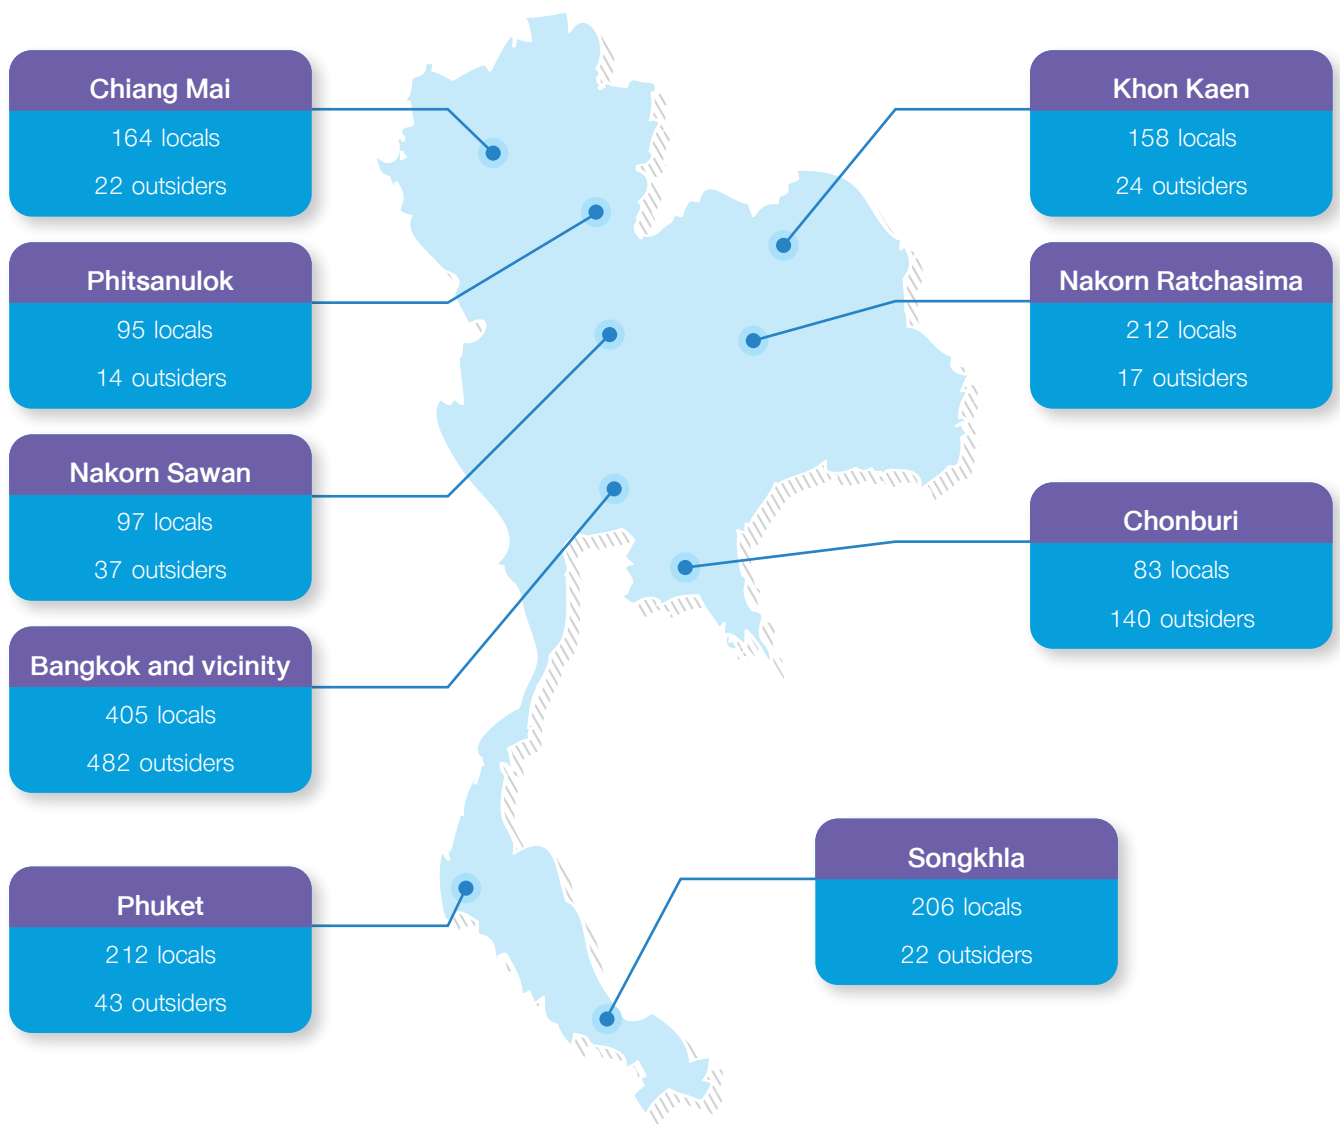 Chiang Mai
164 locals
22 outsiders
Phitsanulok
95 locals
14 outsiders
Nakorn Sawan
97 locals
37 outsiders
Bangkok and vicinity
405 locals
482 outsiders
Phuket
212 locals
43 outsiders
Khon Kaen
158 locals
24 outsiders
Nakorn Ratchasima
212 locals
17 outsiders
Chonburi
83 locals
140 outsiders
Songkhla
206 locals
22 outsiders